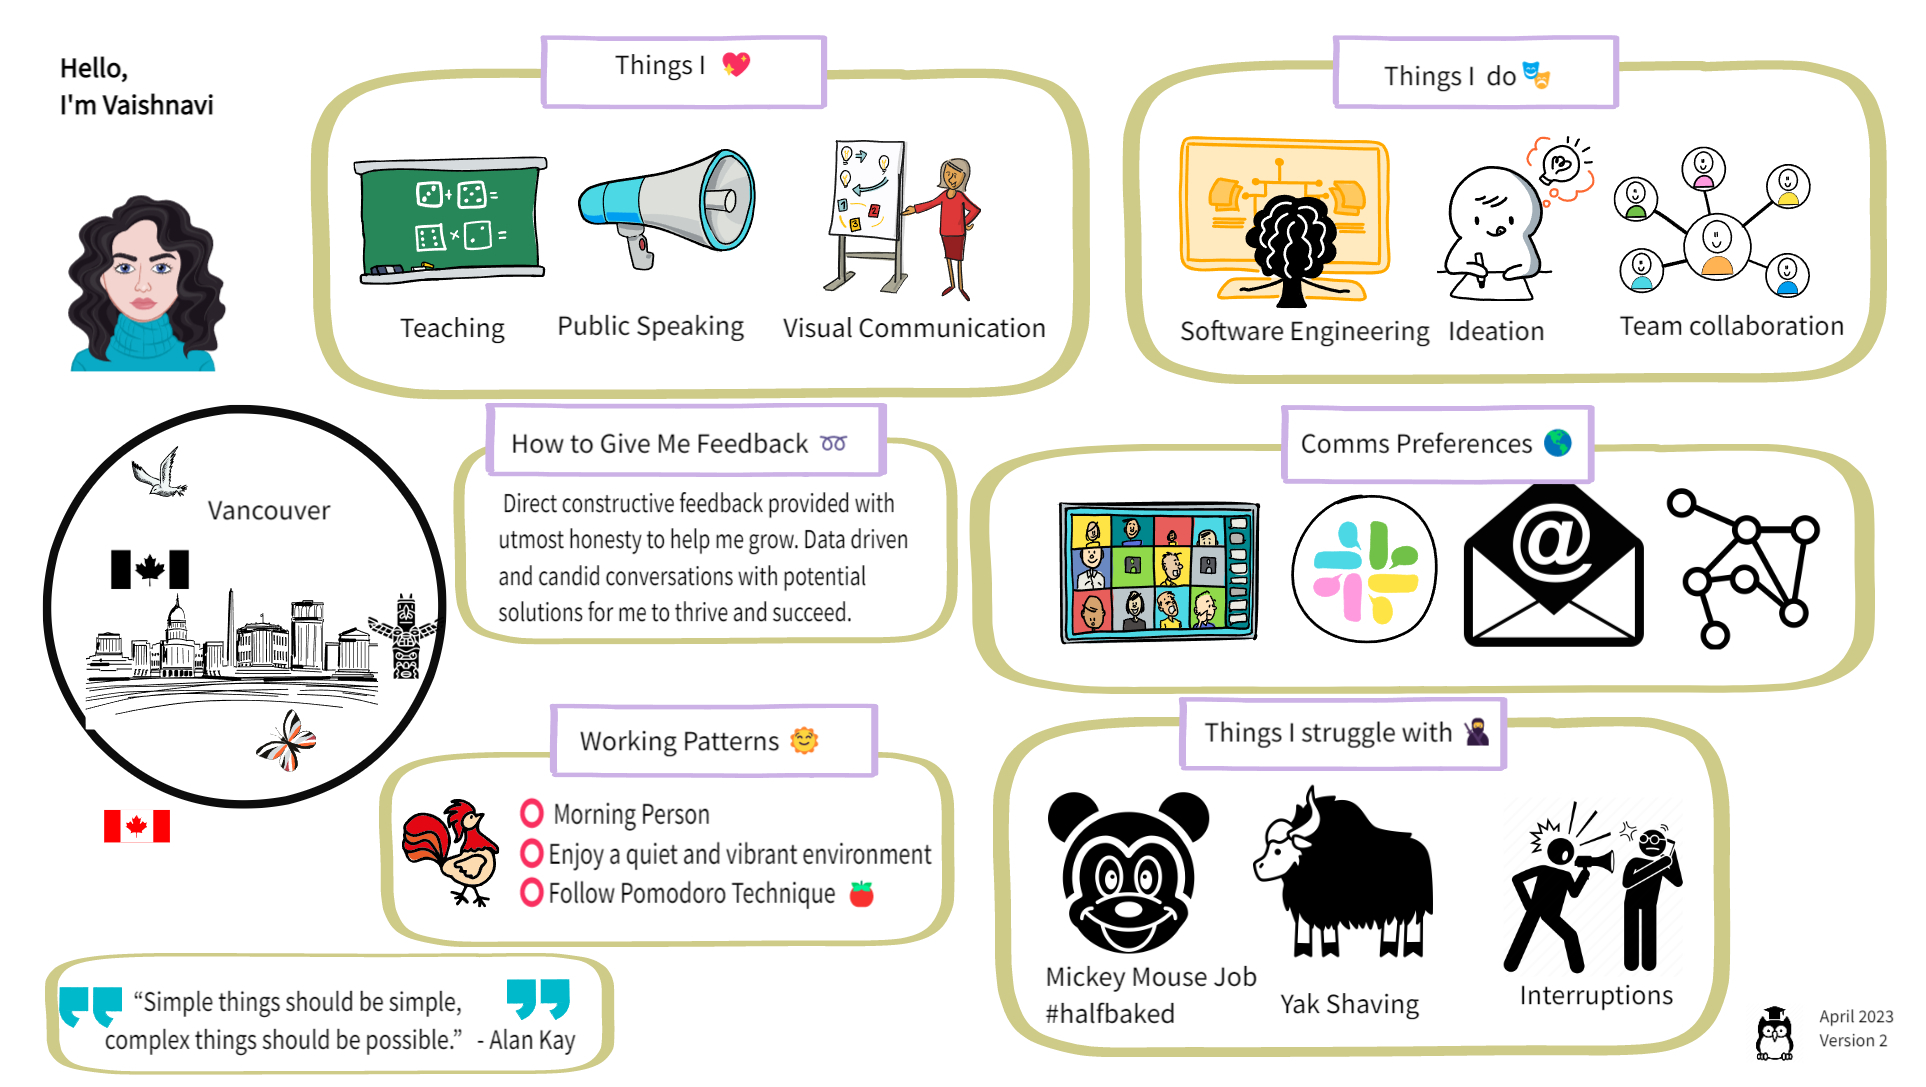 Hello,
I'm Vaishnavi
Things I 💖
Teaching
Public Speaking
Visual Communication
Things I do 🎭
Software Engineering
Ideation
Team collaboration
Vancouver
How to Give Me Feedback ➿
Direct constructive feedback provided with
utmost honesty to help me grow. Data driven
and candid conversations with potential
solutions for me to thrive and succeed.
Comms Preferences 🌎
@
Working Patterns 🌞
Morning Person
Enjoy a quiet and vibrant environment
Follow Pomodoro Technique 🍅
Things I struggle with 🥷
Mickey Mouse Job
#halfbaked
Yak Shaving
Interruptions
“Simple things should be simple,
complex things should be possible.” - Alan Kay
April 2023
Version 2